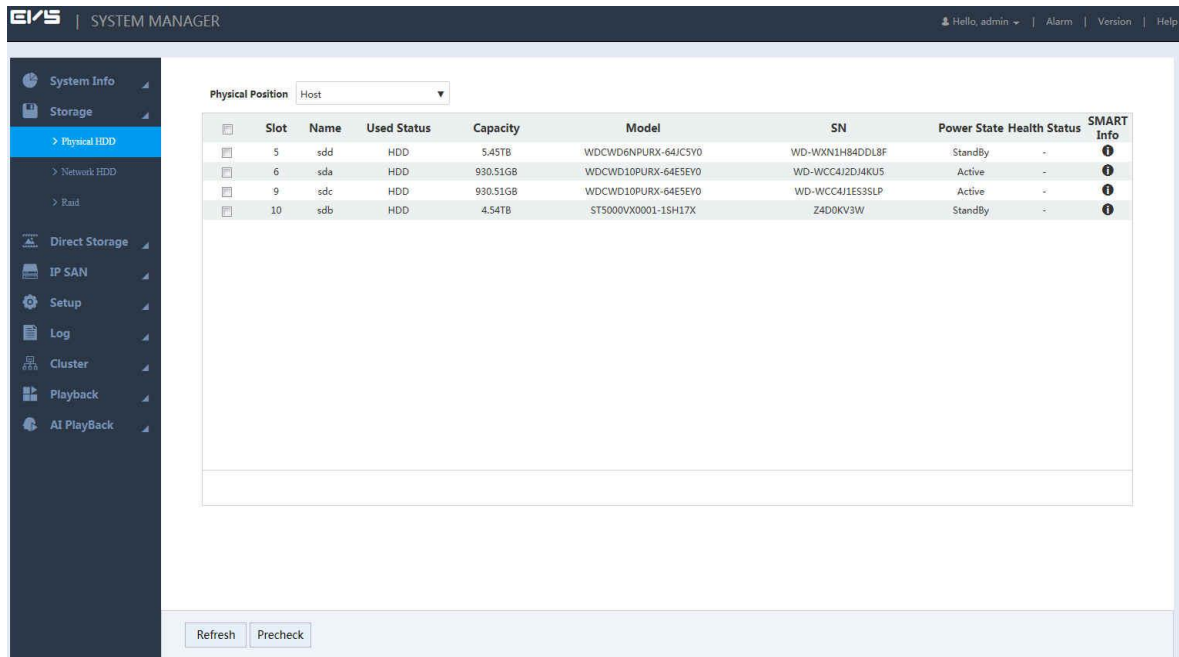 EVS | SYSTEM MANAGER
Hello, admin | Alarm | Version | Help
System Info
Storage
> Physical HDD
> Network HDD
> Raid
Direct Storage
IP SAN
Setup
Log
Cluster
Playback
AI PlayBack
Physical Position Host
Slot Name Used Status Capacity Model SN Power State Health Status SMART Info
5 sdd HDD 5.45TB WDCWD6NPURX-64JC5Y0 WD-WXN1H84DDL8F StandBy -
6 sda HDD 930.51GB WDCWD10PURX-64E5EY0 WD-WCC4J2DJ4KU5 Active -
9 sdc HDD 930.51GB WDCWD10PURX-64E5EY0 WD-WCC4J1ES3SLP Active -
10 sdb HDD 4.54TB ST5000VX0001-1SH17X Z4D0KV3W StandBy -
Refresh Precheck